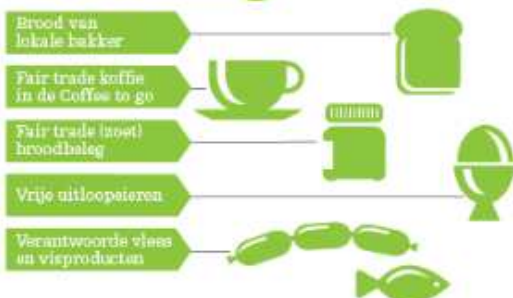 Brood van
lokale bakker
Fair trade koffie
in de Coffee to go
Fair trade (zoet)
broodbeleg
Vrije uitloopeieren
Verantwoorde vlees
en visproducten